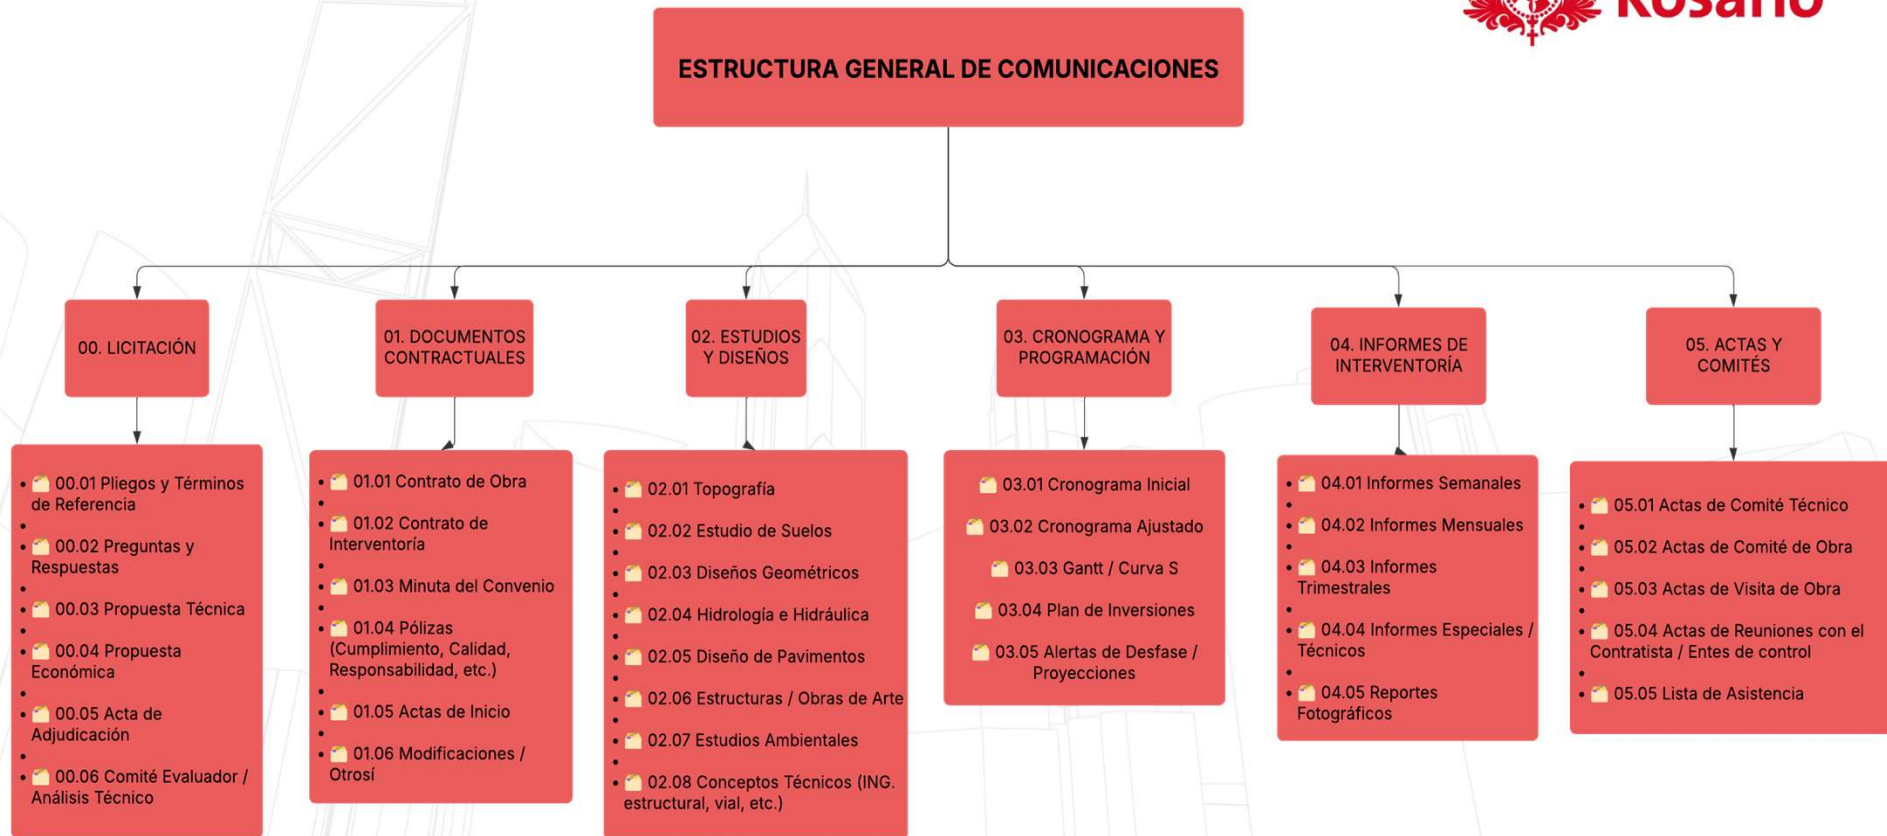 Rosario
ESTRUCTURA GENERAL DE COMUNICACIONES
00. LICITACIÓN
• 00.01 Pliegos y Términos
de Referencia
•
• 00.02 Preguntas y
Respuestas
•
• 00.03 Propuesta Técnica
•
• 00.04 Propuesta
Económica
•
• 00.05 Acta de
Adjudicación
•
• 00.06 Comité Evaluador /
Análisis Técnico
01. DOCUMENTOS
CONTRACTUALES
• 01.01 Contrato de Obra
•
• 01.02 Contrato de
Interventoría
•
• 01.03 Minuta del Convenio
•
• 01.04 Pólizas
(Cumplimiento, Calidad,
Responsabilidad, etc.)
•
• 01.05 Actas de Inicio
•
• 01.06 Modificaciones /
Otrosí
02. ESTUDIOS
Y DISEÑOS
• 02.01 Topografía
•
• 02.02 Estudio de Suelos
•
• 02.03 Diseños Geométricos
•
• 02.04 Hidrología e Hidráulica
•
• 02.05 Diseño de Pavimentos
•
• 02.06 Estructuras / Obras de Arte
•
• 02.07 Estudios Ambientales
•
• 02.08 Conceptos Técnicos (ING.
estructural, vial, etc.)
03. CRONOGRAMA Y
PROGRAMACIÓN
03.01 Cronograma Inicial
03.02 Cronograma Ajustado
03.03 Gantt / Curva S
03.04 Plan de Inversiones
03.05 Alertas de Desfase /
Proyecciones
04. INFORMES DE
INTERVENTORÍA
• 04.01 Informes Semanales
•
• 04.02 Informes Mensuales
•
• 04.03 Informes
Trimestrales
•
• 04.04 Informes Especiales /
Técnicos
•
• 04.05 Reportes
Fotográficos
05. ACTAS Y
COMITÉS
• 05.01 Actas de Comité Técnico
•
• 05.02 Actas de Comité de Obra
•
• 05.03 Actas de Visita de Obra
•
• 05.04 Actas de Reuniones con el
Contratista / Entes de control
•
• 05.05 Lista de Asistencia